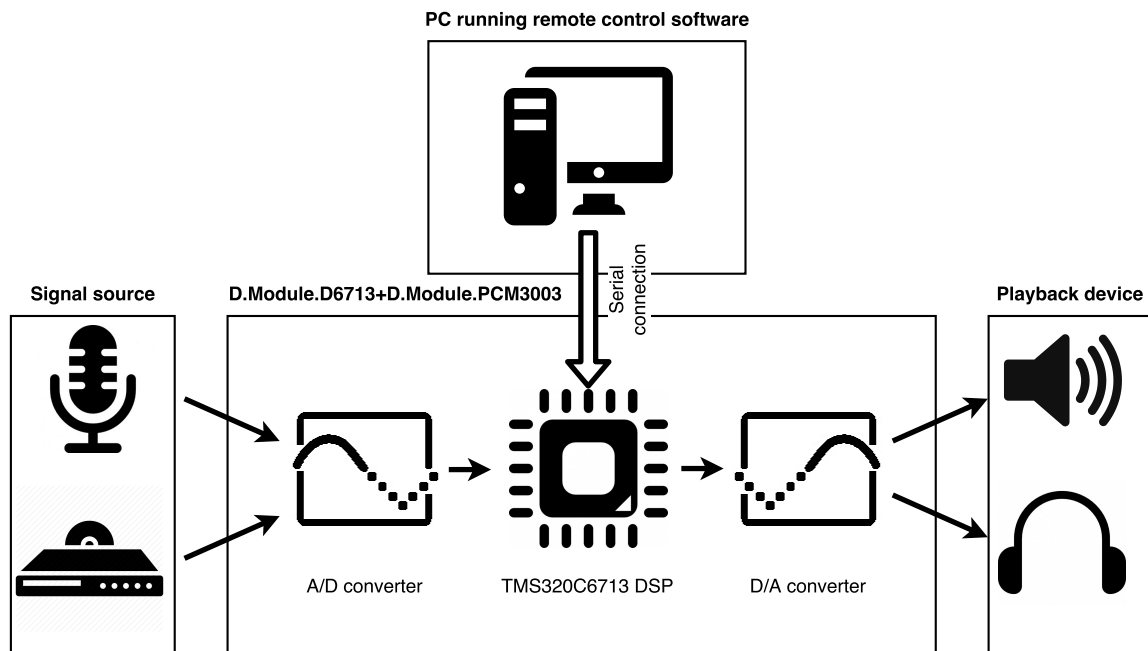 PC running remote control software
Serial
connection
Signal source
D.Module.D6713+D.Module.PCM3003
Playback device
A/D converter
TMS320C6713 DSP
D/A converter